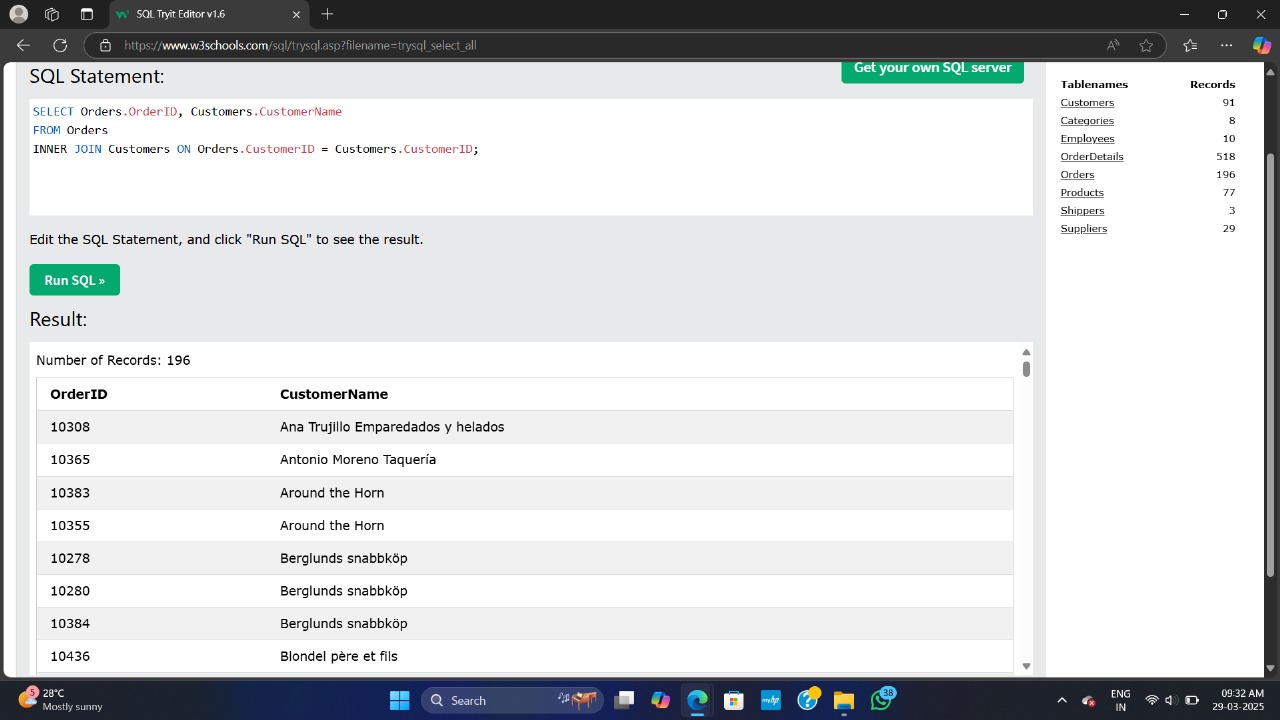 SQL Tryit Editor v1.6
https://www.w3schools.com/sql/trysql.asp?filename=trysql_select_all
SQL Statement:
Get your own SQL server
SELECT Orders.OrderID, Customers.CustomerName
FROM Orders
INNER JOIN Customers ON Orders.CustomerID = Customers.CustomerID;
Edit the SQL Statement, and click "Run SQL" to see the result.
Run SQL »
Result:
Number of Records: 196
OrderID CustomerName
10308 Ana Trujillo Emparedados y helados
10365 Antonio Moreno Taquería
10383 Around the Horn
10355 Around the Horn
10278 Berglunds snabbköp
10280 Berglunds snabbköp
10384 Berglunds snabbköp
10436 Blondel père et fils
Tablenames Records
Customers 91
Categories 8
Employees 10
OrderDetails 518
Orders 196
Products 77
Shippers 3
Suppliers 29
5
28°C
Mostly sunny
Search
myhp
38
ENG
IN
09:32 AM
29-03-2025